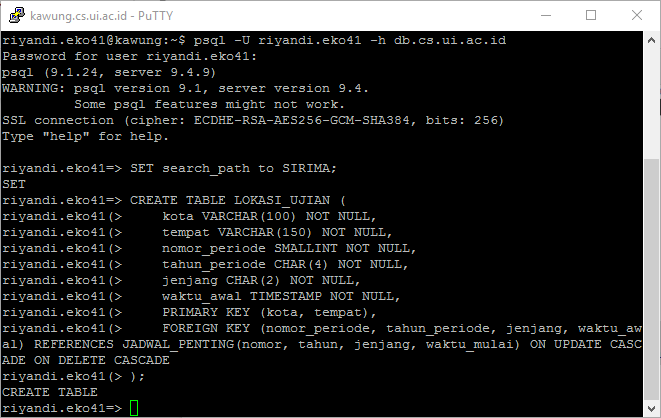 kawung.cs.ui.ac.id - PuTTY
riyandi.eko41@kawung:~$ psql -U riyandi.eko41 -h db.cs.ui.ac.id
Password for user riyandi.eko41:
psql (9.1.24, server 9.4.9)
WARNING: psql version 9.1, server version 9.4.
         Some psql features might not work.
SSL connection (cipher: ECDHE-RSA-AES256-GCM-SHA384, bits: 256)
Type "help" for help.

riyandi.eko41=> SET search_path to SIRIMA;
SET
riyandi.eko41=> CREATE TABLE LOKASI_UJIAN (
riyandi.eko41(>     kota VARCHAR(100) NOT NULL,
riyandi.eko41(>     tempat VARCHAR(150) NOT NULL,
riyandi.eko41(>     nomor_periode SMALLINT NOT NULL,
riyandi.eko41(>     tahun_periode CHAR(4) NOT NULL,
riyandi.eko41(>     jenjang CHAR(2) NOT NULL,
riyandi.eko41(>     waktu_awal TIMESTAMP NOT NULL,
riyandi.eko41(>     PRIMARY KEY (kota, tempat),
riyandi.eko41(>     FOREIGN KEY (nomor_periode, tahun_periode, jenjang, waktu_aw
al) REFERENCES JADWAL_PENTING(nomor, tahun, jenjang, waktu_mulai) ON UPDATE CASC
ADE ON DELETE CASCADE
riyandi.eko41(> );
CREATE TABLE
riyandi.eko41=>